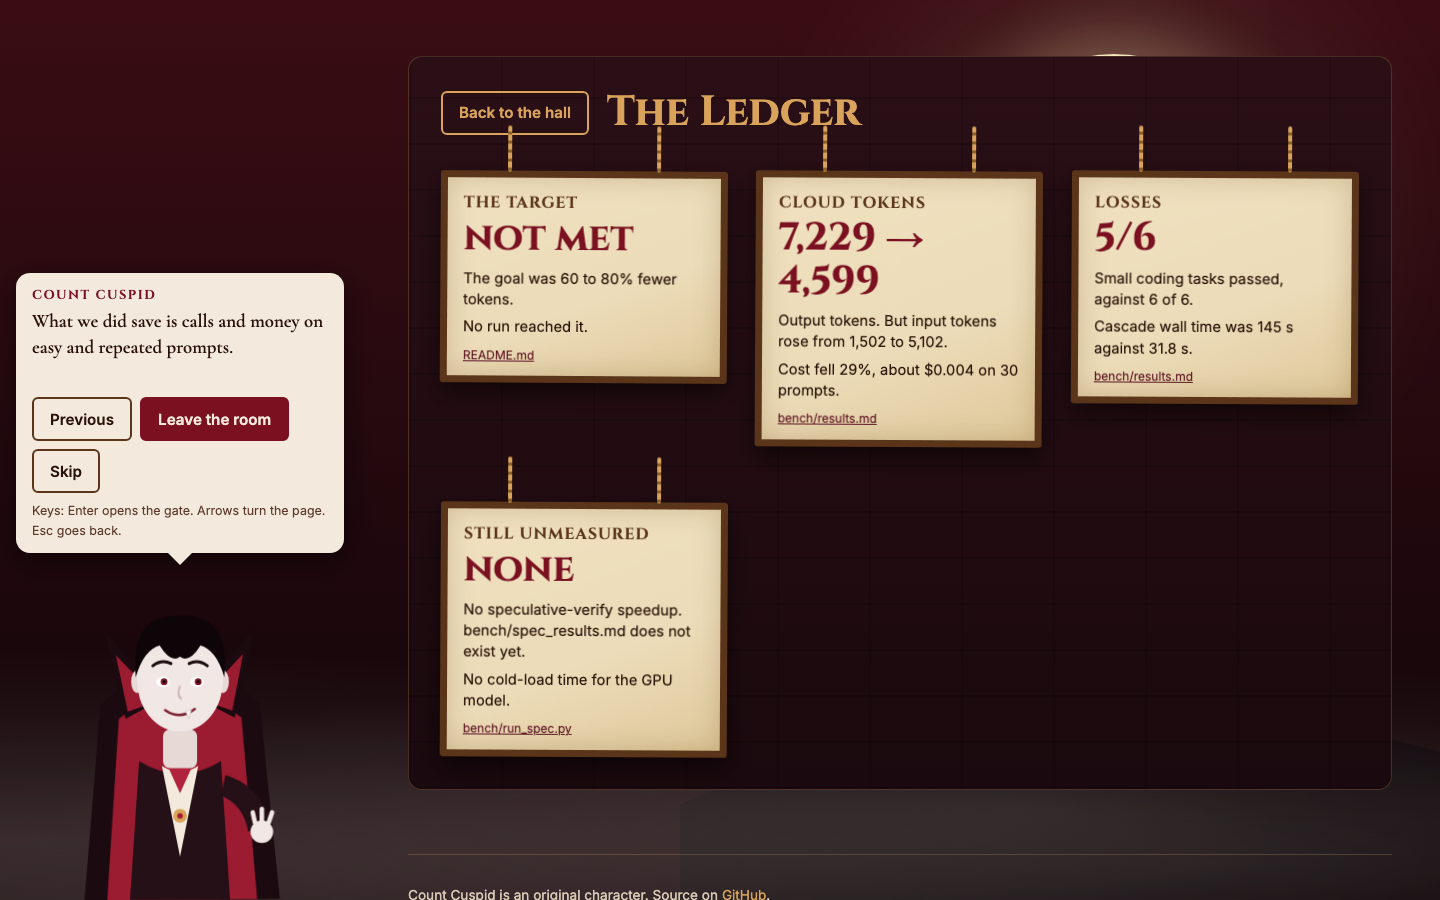 Back to the hall
THE LEDGER
COUNT CUSPID
What we did save is calls and money on
easy and repeated prompts.
Previous
Leave the room
Skip
Keys: Enter opens the gate. Arrows turn the page.
Esc goes back.
THE TARGET
NOT MET
The goal was 60 to 80% fewer
tokens.
No run reached it.
README.md
CLOUD TOKENS
7,229 →
4,599
Output tokens. But input tokens
rose from 1,502 to 5,102.
Cost fell 29%, about $0.004 on 30
prompts.
bench/results.md
LOSSES
5/6
Small coding tasks passed,
against 6 of 6.
Cascade wall time was 145 s
against 31.8 s.
bench/results.md
STILL UNMEASURED
NONE
No speculative-verify speedup.
bench/spec_results.md does not
exist yet.
No cold-load time for the GPU
model.
bench/run_spec.py
Count Cuspid is an original character. Source on GitHub.